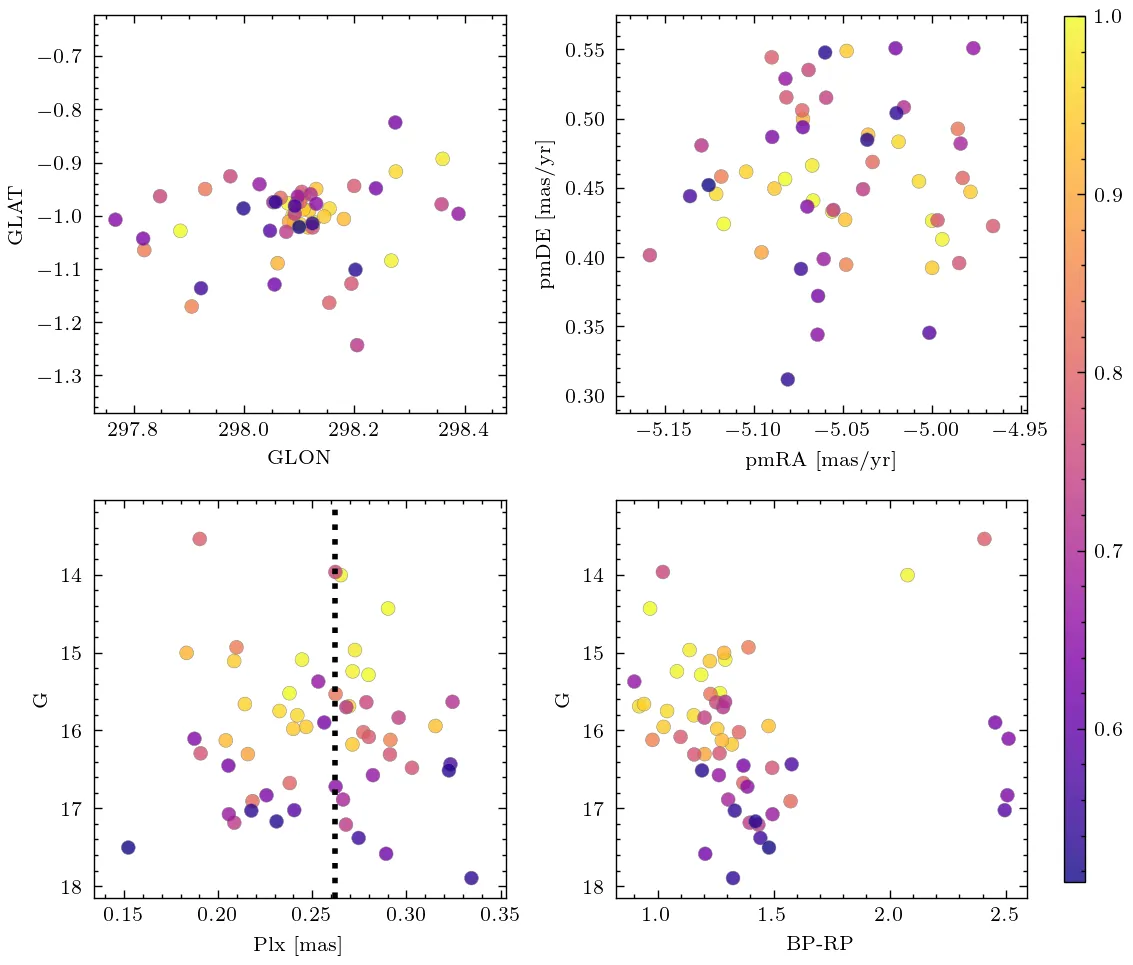 −0.7
−0.8
−0.9
−1.0
−1.1
−1.2
−1.3
GLAT
297.8 298.0 298.2 298.4
GLON
0.55
0.50
0.45
0.40
0.35
0.30
pmDE [mas/yr]
−5.15 −5.10 −5.05 −5.00 −4.95
pmRA [mas/yr]
14
15
16
17
18
G
0.15 0.20 0.25 0.30 0.35
Plx [mas]
14
15
16
17
18
G
1.0 1.5 2.0 2.5
BP-RP
1.0
0.9
0.8
0.7
0.6